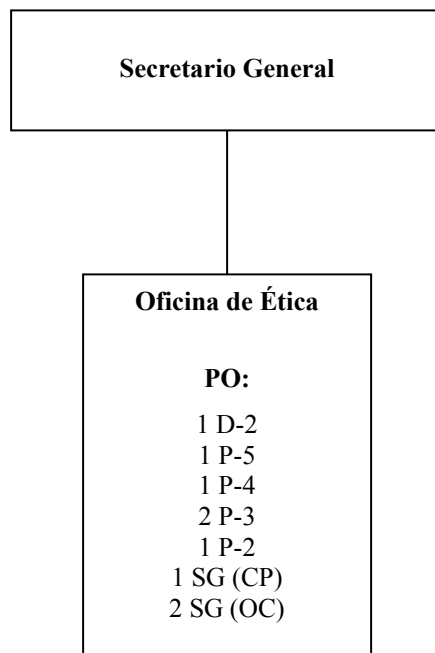 Secretario General
Oficina de Ética
PO:
1 D-2
1 P-5
1 P-4
2 P-3
1 P-2
1 SG (CP)
2 SG (OC)